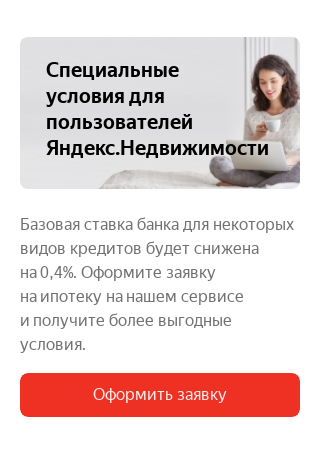 Специальные
условия для
пользователей
Яндекс.Недвижимости
Базовая ставка банка для некоторых
видов кредитов будет снижена
на 0,4%. Оформите заявку
на ипотеку на нашем сервисе
и получите более выгодные
условия.
Оформить заявку